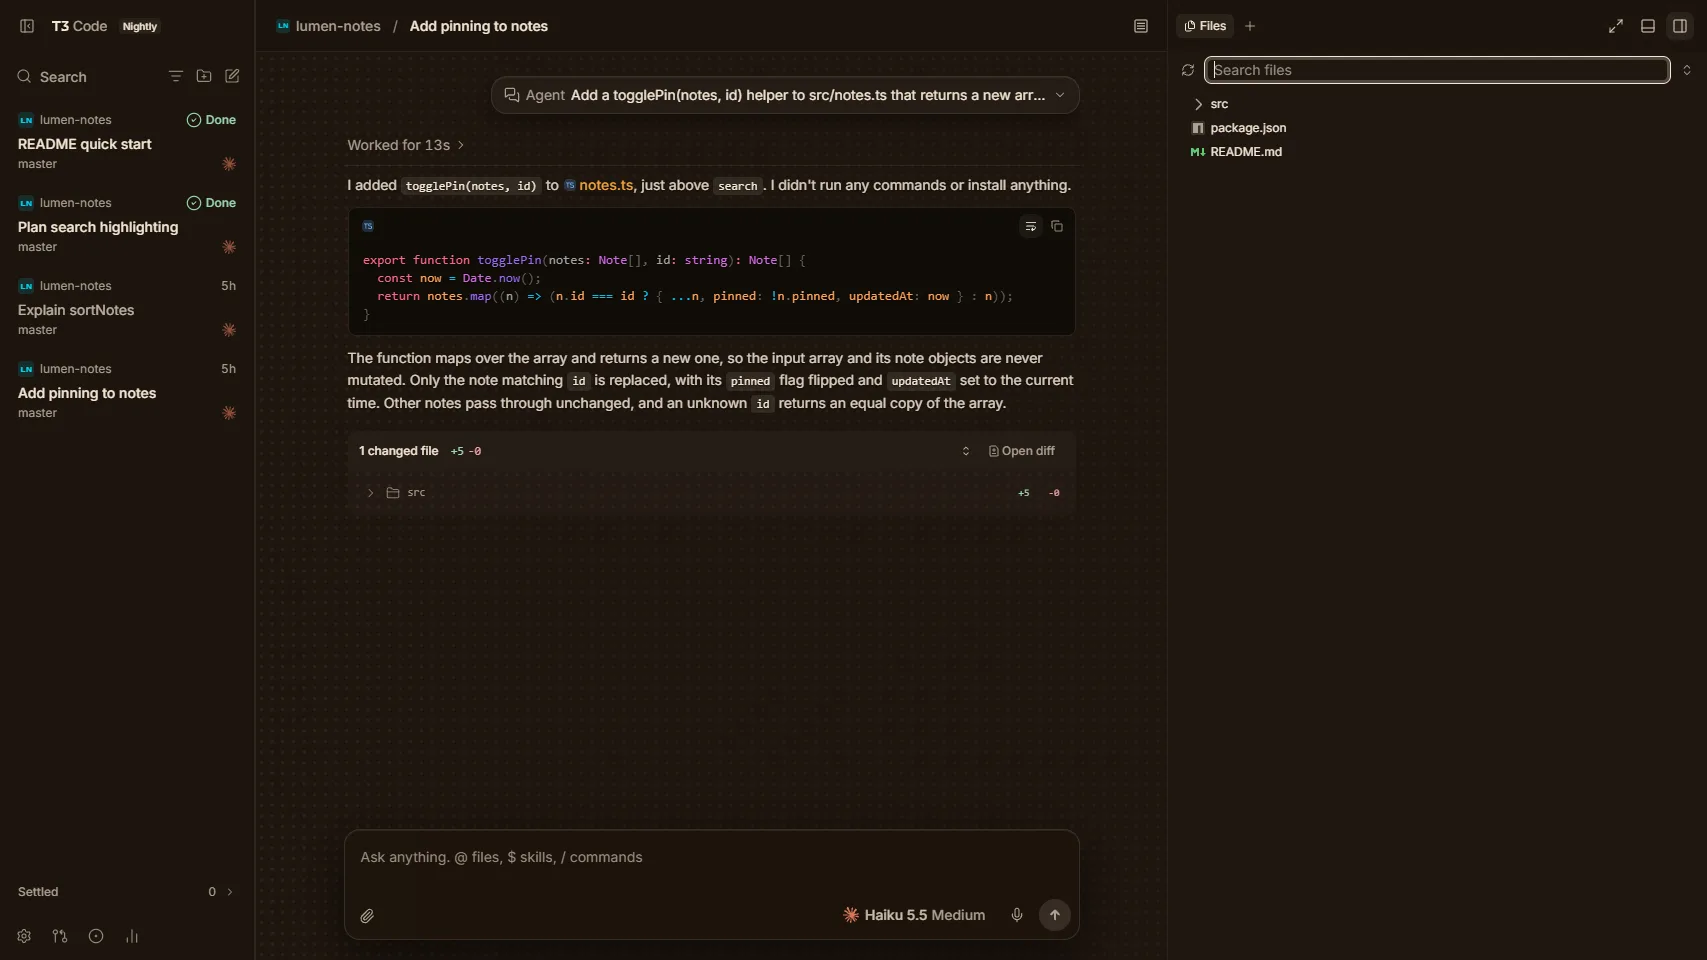 T3 Code Nightly
Search
LN lumen-notes Done
README quick start
master
LN lumen-notes Done
Plan search highlighting
master
LN lumen-notes 5h
Explain sortNotes
master
LN lumen-notes 5h
Add pinning to notes
master
Settled 0
LN lumen-notes / Add pinning to notes
Agent Add a togglePin(notes, id) helper to src/notes.ts that returns a new arr...
Worked for 13s
I added togglePin(notes, id) to TS notes.ts, just above search. I didn't run any commands or install anything.
TS
export function togglePin(notes: Note[], id: string): Note[] {
  const now = Date.now();
  return notes.map((n) => (n.id === id ? { ...n, pinned: !n.pinned, updatedAt: now } : n));
}
The function maps over the array and returns a new one, so the input array and its note objects are never
mutated. Only the note matching id is replaced, with its pinned flag flipped and updatedAt set to the current
time. Other notes pass through unchanged, and an unknown id returns an equal copy of the array.
1 changed file +5 -0 Open diff
src +5 -0
Ask anything. @ files, $ skills, / commands
Haiku 5.5 Medium
Files
Search files
src
package.json
M↓ README.md